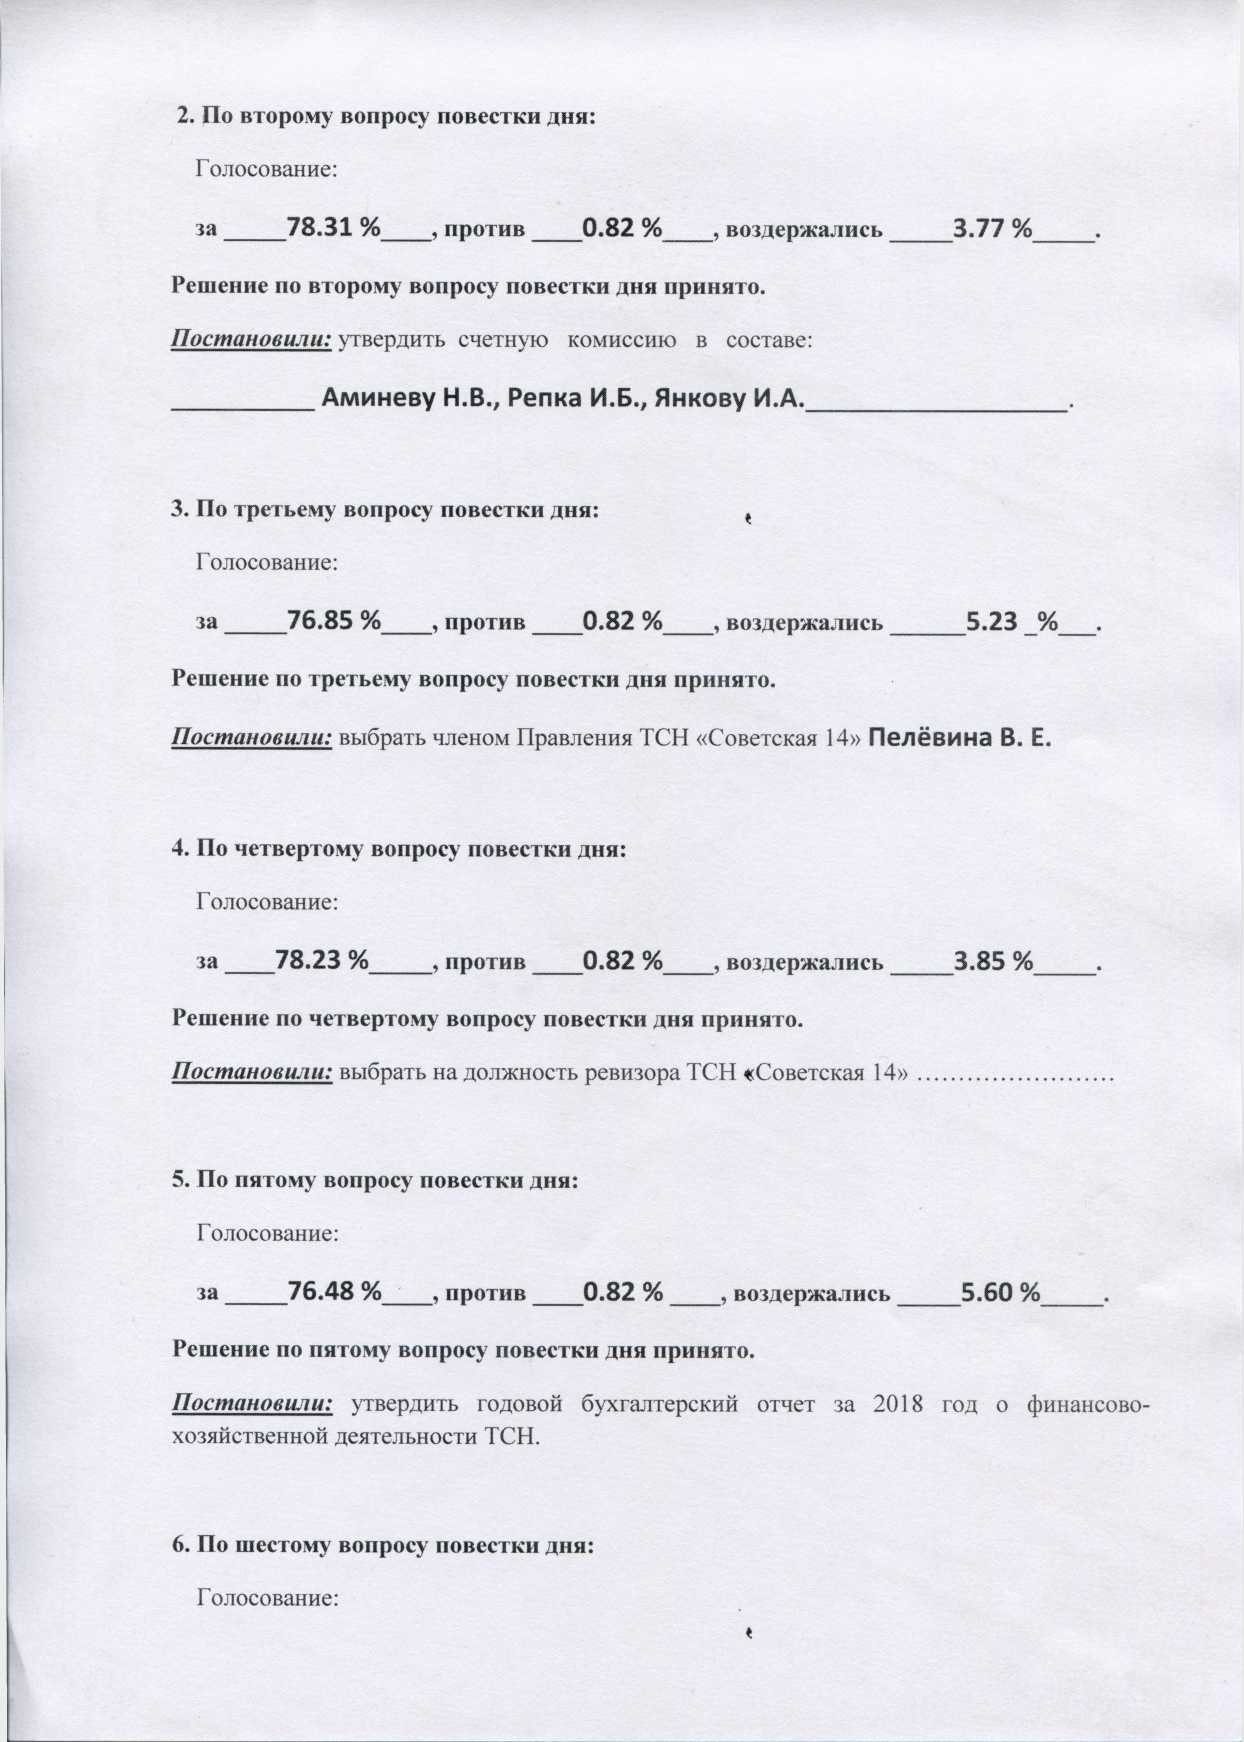 2. По второму вопросу повестки дня:
Голосование:
за _____78.31 %____, против ____0.82 %____, воздержались _____3.77 %_____.
Решение по второму вопросу повестки дня принято.
Постановили: утвердить счетную комиссию в составе:
___________ Аминеву Н.В., Репка И.Б., Янкову И.А.____________________.
3. По третьему вопросу повестки дня:
Голосование:
за _____76.85 %____, против ____0.82 %____, воздержались ______5.23 _%___.
Решение по третьему вопросу повестки дня принято.
Постановили: выбрать членом Правления ТСН «Советская 14» Пелёвина В. Е.
4. По четвертому вопросу повестки дня:
Голосование:
за ____78.23 %_____, против ____0.82 %____, воздержались _____3.85 %_____.
Решение по четвертому вопросу повестки дня принято.
Постановили: выбрать на должность ревизора ТСН «Советская 14» ........................
5. По пятому вопросу повестки дня:
Голосование:
за _____76.48 %____, против ____0.82 % ____, воздержались _____5.60 %_____.
Решение по пятому вопросу повестки дня принято.
Постановили: утвердить годовой бухгалтерский отчет за 2018 год о финансово-
хозяйственной деятельности ТСН.
6. По шестому вопросу повестки дня:
Голосование: